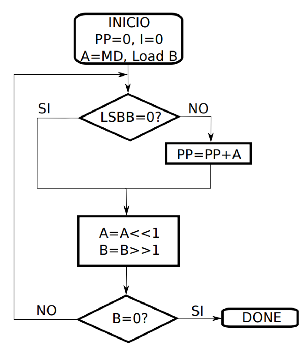 INICIO
PP=0, I=0
A=MD, Load B
SI
LSBB=0?
NO
PP=PP+A
A=A<<1
B=B>>1
NO
B=0?
SI
DONE